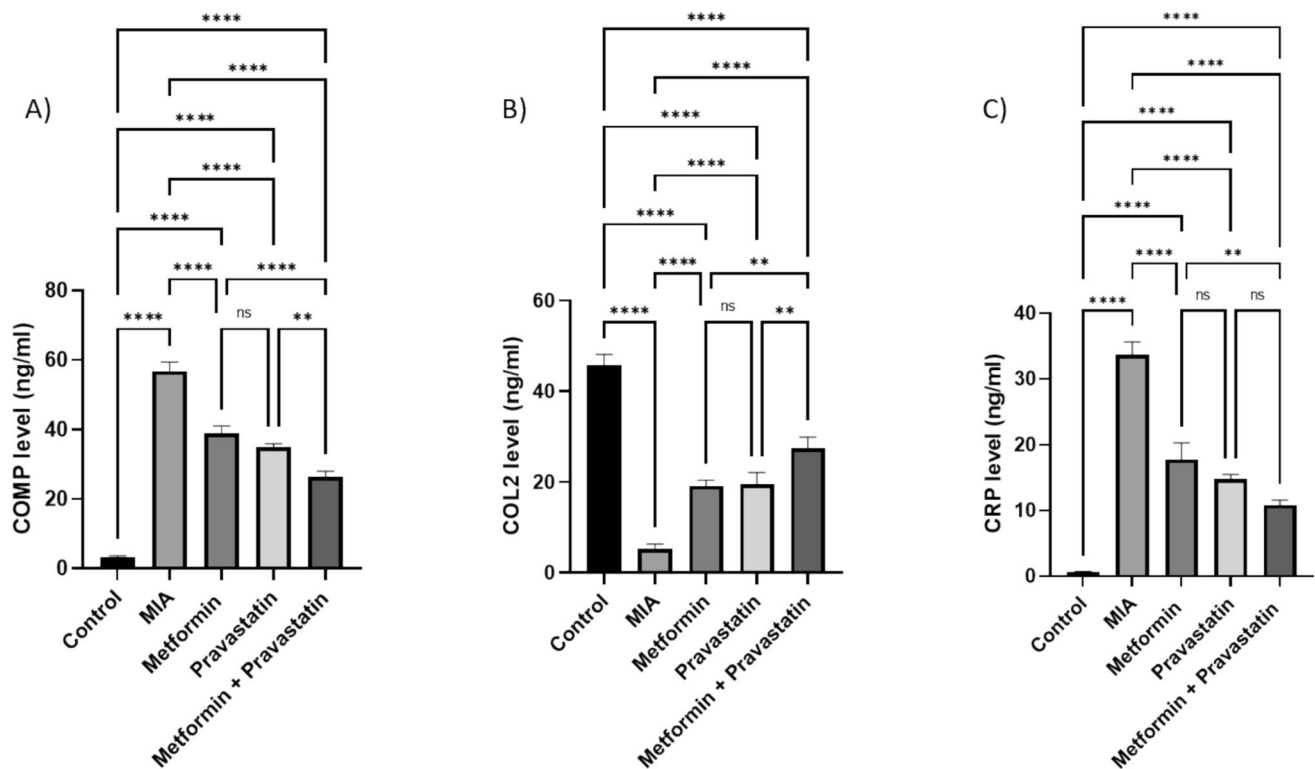 A)
****
****
****
****
****
**** ****
**** ns **
COMP level (ng/ml)
80
60
40
20
0
Control
MIA
Metformin
Pravastatin
Metformin + Pravastatin
B)
****
****
****
****
****
**** **
**** ns **
COL2 level (ng/ml)
60
40
20
0
Control
MIA
Metformin
Pravastatin
Metformin + Pravastatin
C)
****
****
****
****
****
**** **
**** ns ns
CRP level (ng/ml)
40
30
20
10
0
Control
MIA
Metformin
Pravastatin
Metformin + Pravastatin